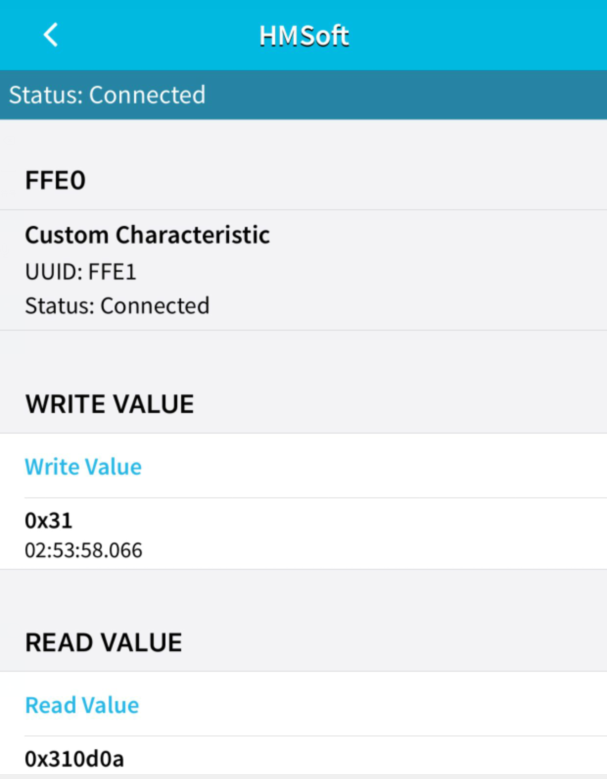 HMSoft
Status: Connected
FFE0
Custom Characteristic
UUID: FFE1
Status: Connected
WRITE VALUE
Write Value
0x31
02:53:58.066
READ VALUE
Read Value
0x310d0a